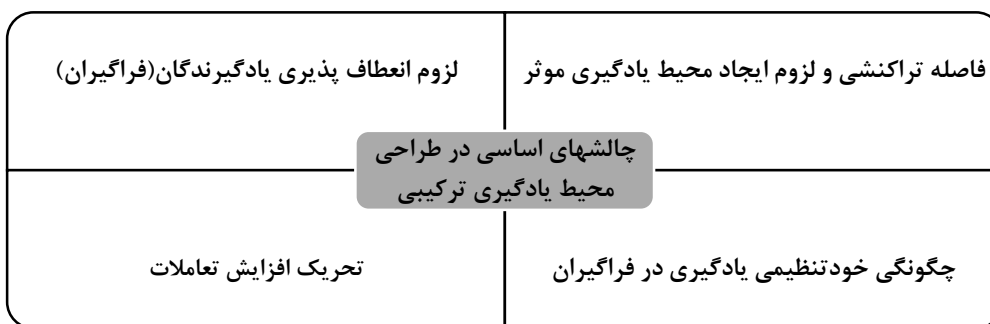 فاصله تراکنشی و لزوم ایجاد محیط یادگیری موثر
لزوم انعطاف پذیری یادگیرندگان(فراگیران)
چالشهای اساسی در طراحی
محیط یادگیری ترکیبی
چگونگی خودتنظیمی یادگیری در فراگیران
تحریک افزایش تعاملات